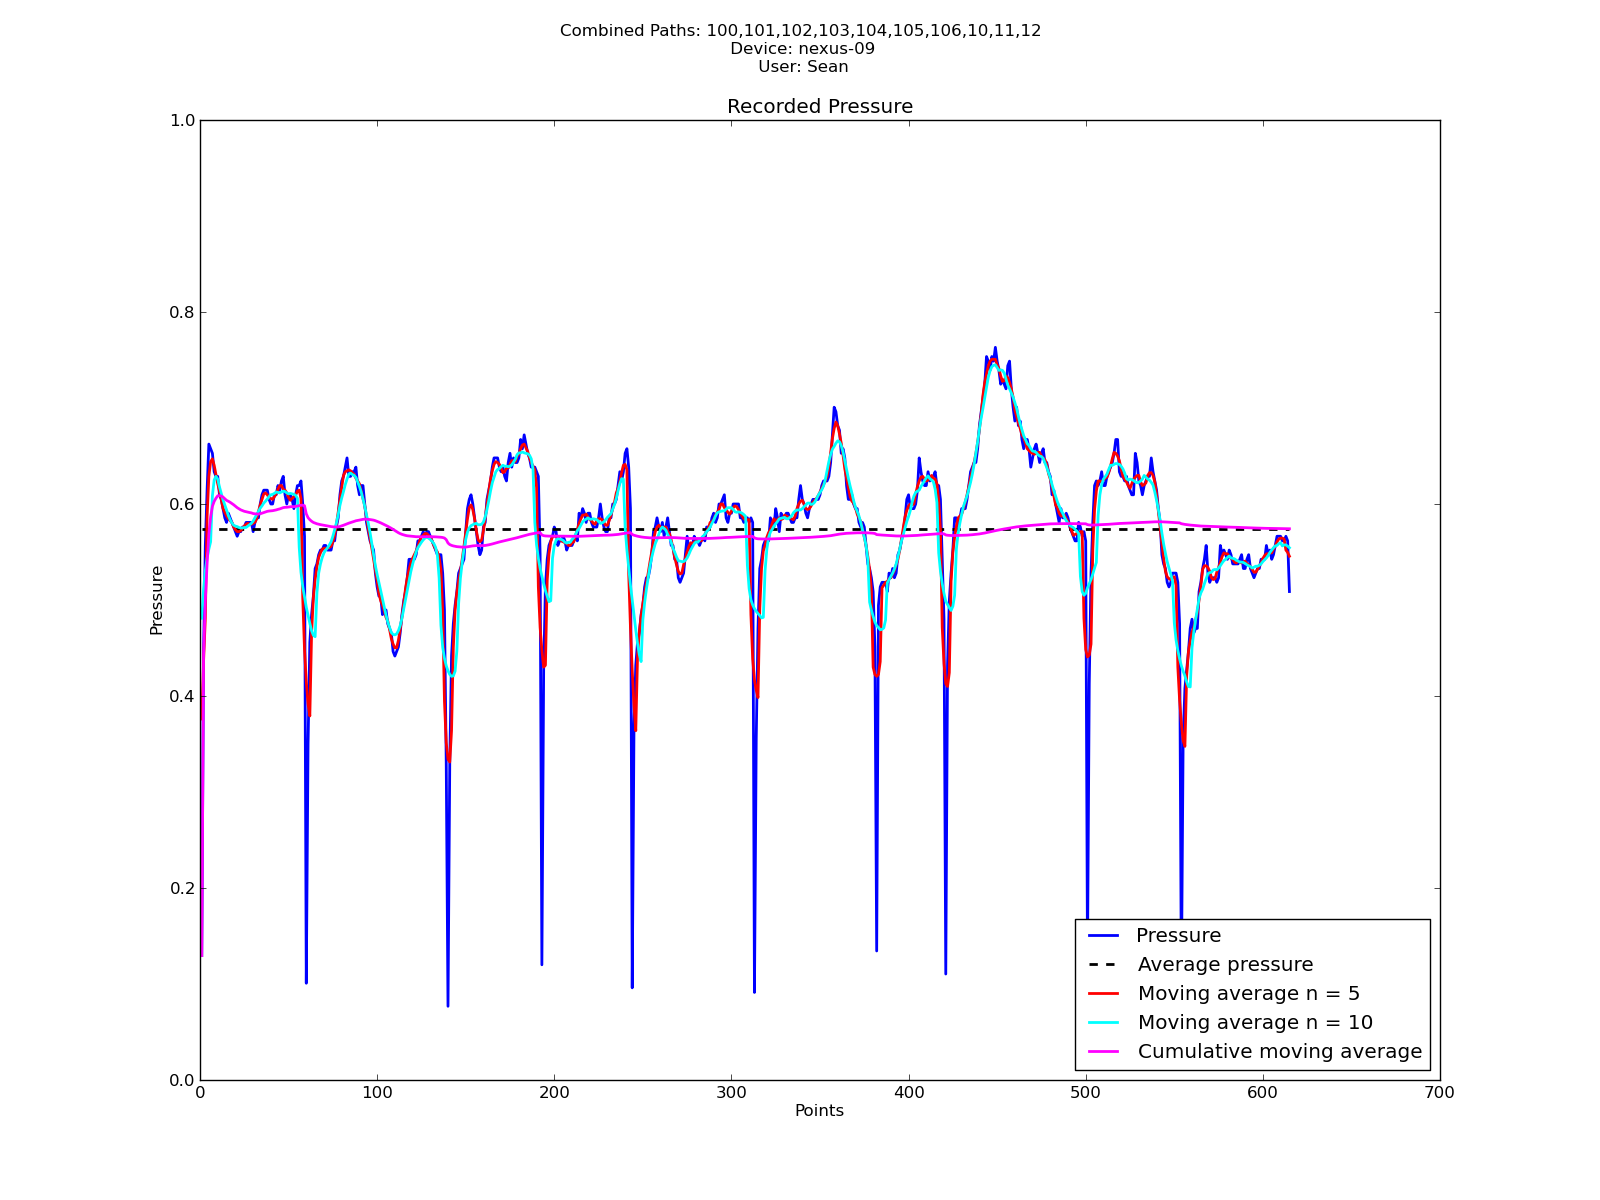 Combined Paths: 100,101,102,103,104,105,106,10,11,12
Device: nexus-09
User: Sean
Recorded Pressure
1.0
0.8
0.6
0.4
0.2
0.0
Pressure
0 100 200 300 400 500 600 700
Points
Pressure
Average pressure
Moving average n = 5
Moving average n = 10
Cumulative moving average